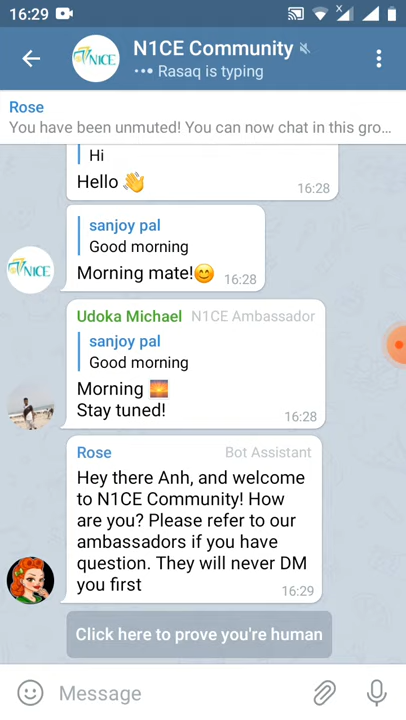 16:29
N1CE Community
Rasaq is typing
Rose
You have been unmuted! You can now chat in this gro...
Hi
Hello 👋
16:28
sanjoy pal
Good morning
Morning mate!😊
16:28
NICE
Udoka Michael N1CE Ambassador
sanjoy pal
Good morning
Morning 🌅
Stay tuned!
16:28
Rose Bot Assistant
Hey there Anh, and welcome
to N1CE Community! How
are you? Please refer to our
ambassadors if you have
question. They will never DM
you first
16:29
Click here to prove you're human
Message